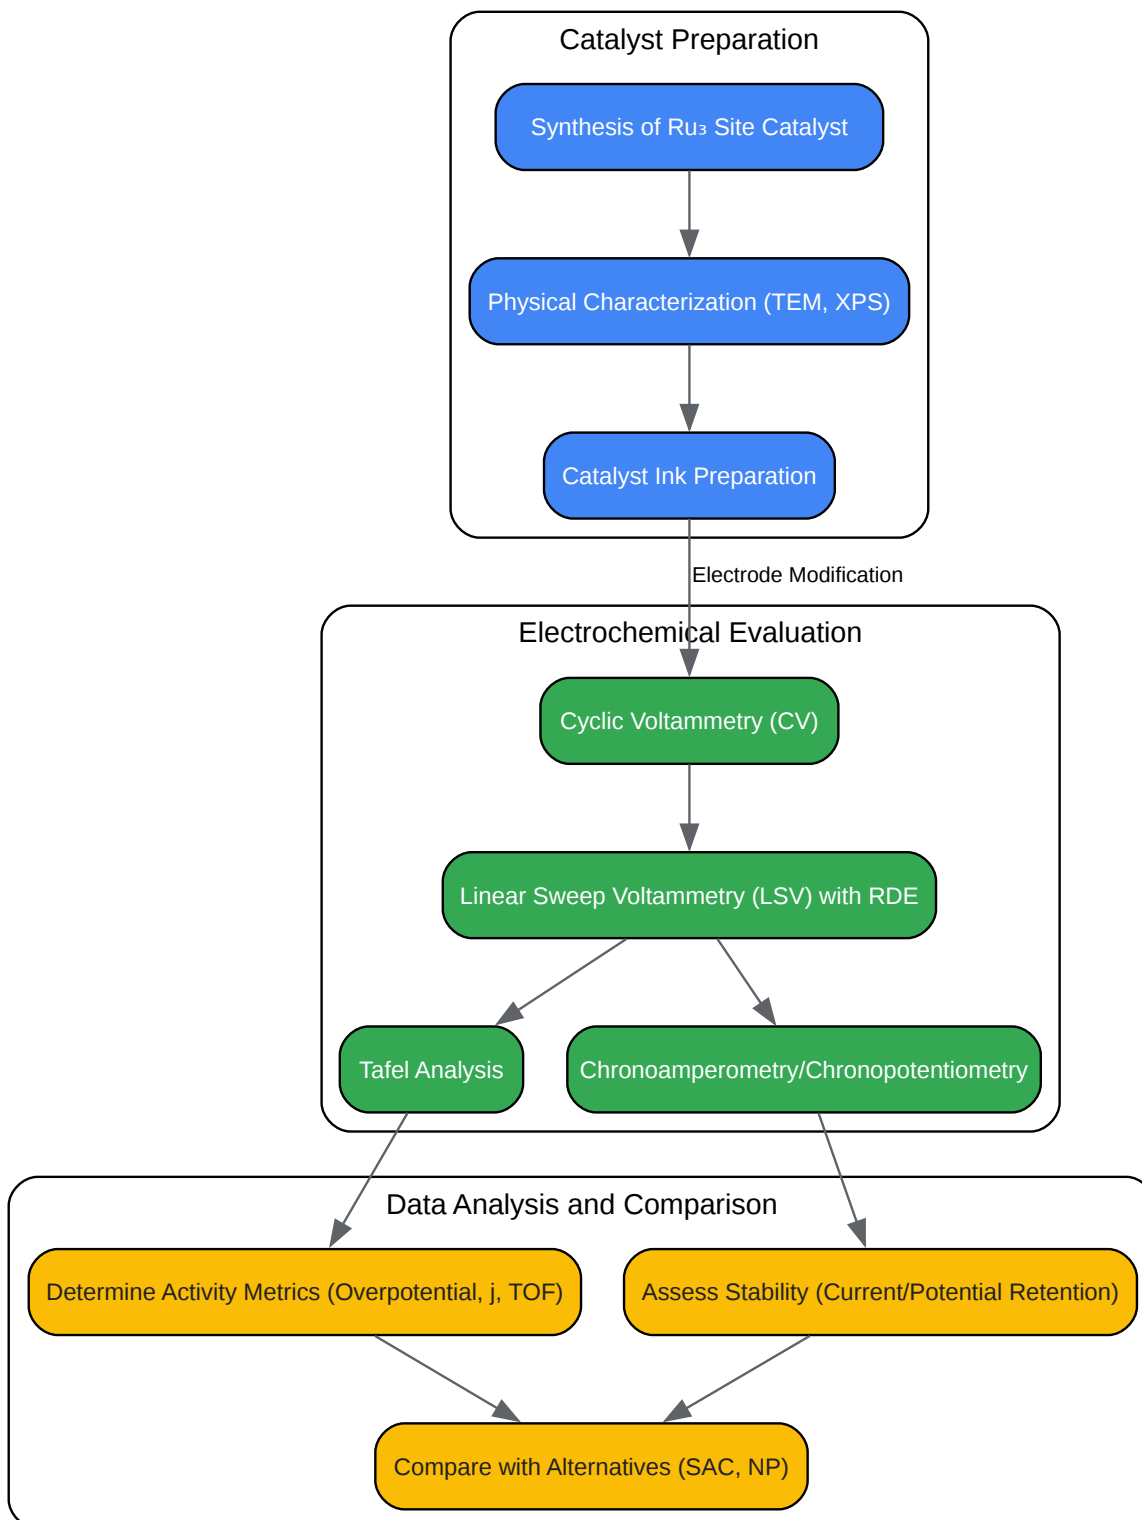 Catalyst Preparation
Synthesis of Ru₃ Site Catalyst
Physical Characterization (TEM, XPS)
Catalyst Ink Preparation
Electrode Modification
Electrochemical Evaluation
Cyclic Voltammetry (CV)
Linear Sweep Voltammetry (LSV) with RDE
Tafel Analysis
Chronoamperometry/Chronopotentiometry
Data Analysis and Comparison
Determine Activity Metrics (Overpotential, j, TOF)
Assess Stability (Current/Potential Retention)
Compare with Alternatives (SAC, NP)